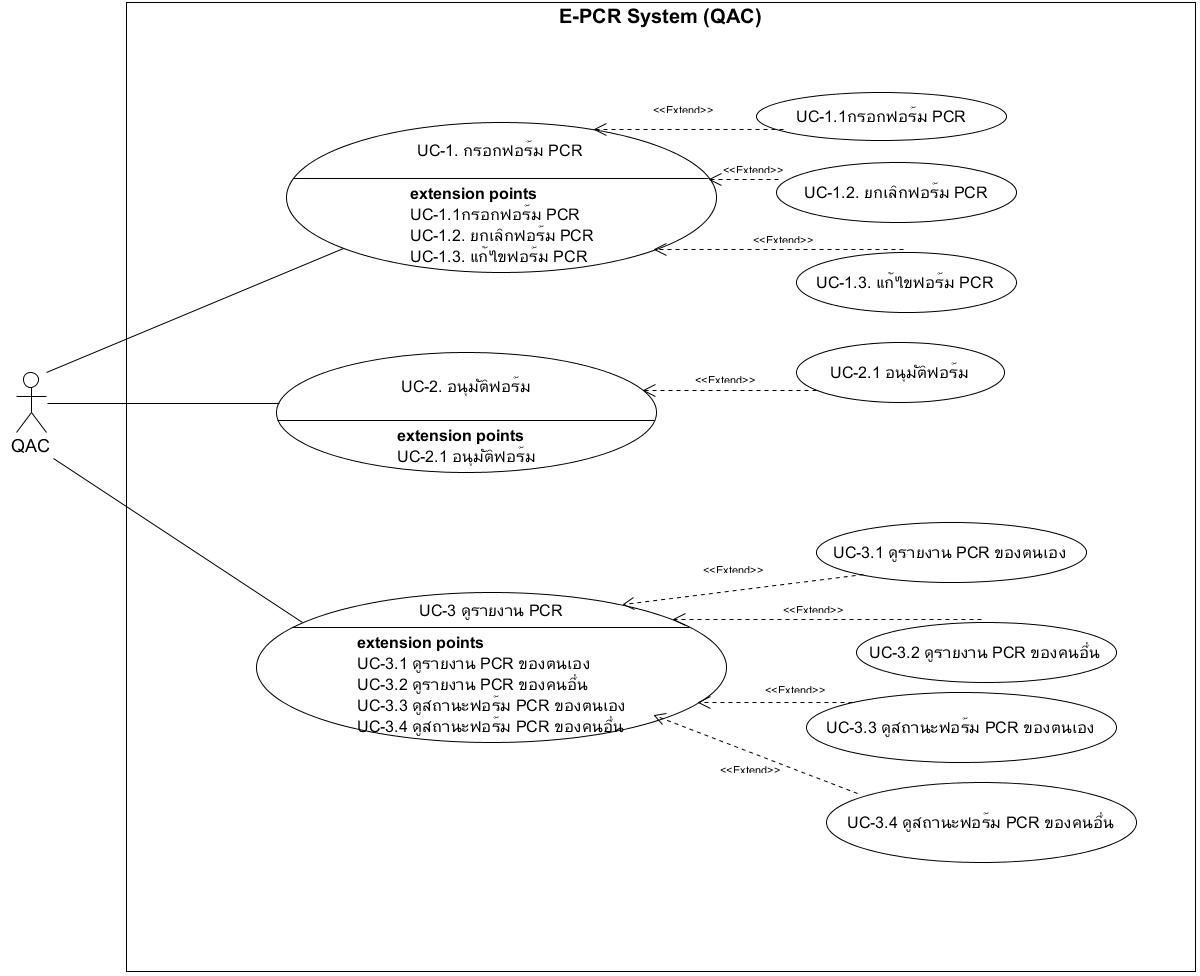 E-PCR System (QAC)
<<Extend>>
UC-1.1กรอกฟอร์ม PCR
UC-1. กรอกฟอร์ม PCR
extension points
UC-1.1กรอกฟอร์ม PCR
UC-1.2. ยกเลิกฟอร์ม PCR
UC-1.3. แก้ไขฟอร์ม PCR
<<Extend>>
UC-1.2. ยกเลิกฟอร์ม PCR
<<Extend>>
UC-1.3. แก้ไขฟอร์ม PCR
QAC
UC-2. อนุมัติฟอร์ม
extension points
UC-2.1 อนุมัติฟอร์ม
<<Extend>>
UC-2.1 อนุมัติฟอร์ม
UC-3 ดูรายงาน PCR
extension points
UC-3.1 ดูรายงาน PCR ของตนเอง
UC-3.2 ดูรายงาน PCR ของคนอื่น
UC-3.3 ดูสถานะฟอร์ม PCR ของตนเอง
UC-3.4 ดูสถานะฟอร์ม PCR ของคนอื่น
<<Extend>>
UC-3.1 ดูรายงาน PCR ของตนเอง
<<Extend>>
UC-3.2 ดูรายงาน PCR ของคนอื่น
<<Extend>>
UC-3.3 ดูสถานะฟอร์ม PCR ของตนเอง
<<Extend>>
UC-3.4 ดูสถานะฟอร์ม PCR ของคนอื่น